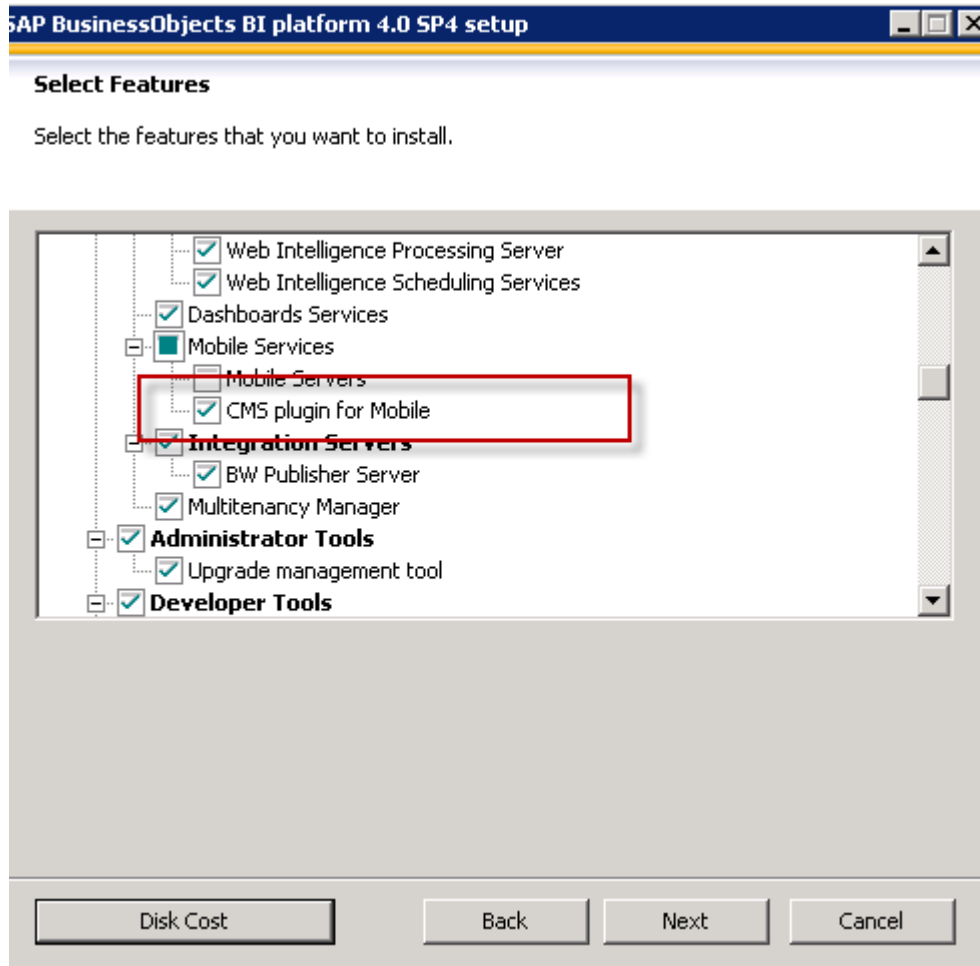 SAP BusinessObjects BI platform 4.0 SP4 setup
Select Features
Select the features that you want to install.
Web Intelligence Processing Server
Web Intelligence Scheduling Services
Dashboards Services
Mobile Services
Mobile Servers
CMS plugin for Mobile
Integration Servers
BW Publisher Server
Multitenancy Manager
Administrator Tools
Upgrade management tool
Developer Tools
Disk Cost Back Next Cancel